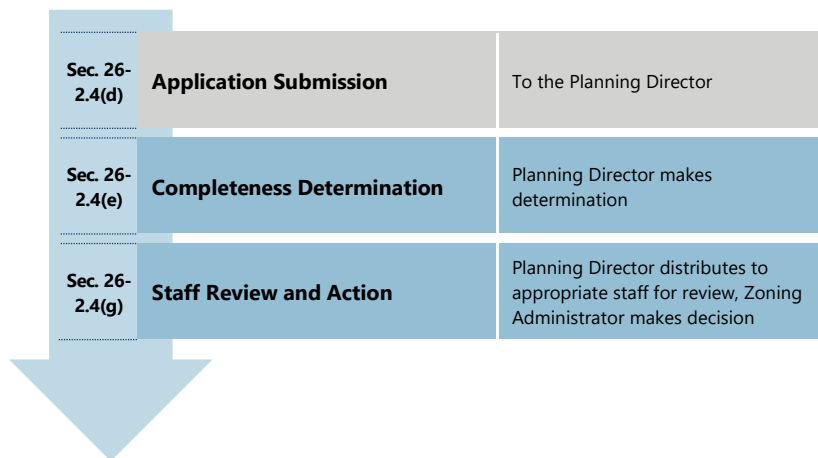 Sec. 26-
2.4(d)
Application Submission
To the Planning Director
Sec. 26-
2.4(e)
Completeness Determination
Planning Director makes
determination
Sec. 26-
2.4(g)
Staff Review and Action
Planning Director distributes to
appropriate staff for review, Zoning
Administrator makes decision